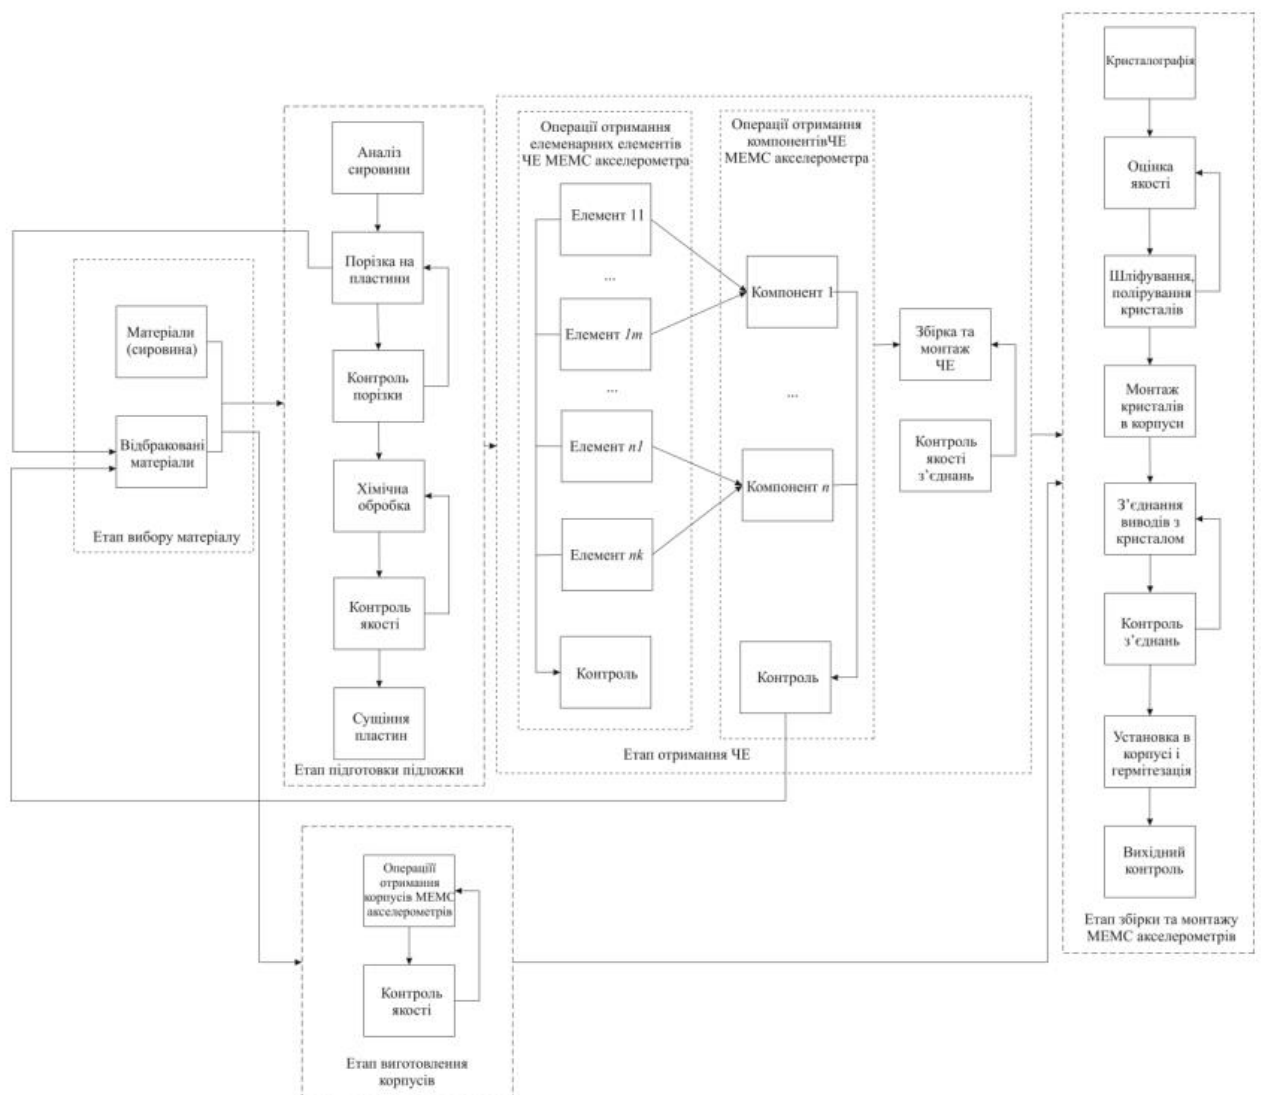 Матеріали
(сировина)
Відбраковані
матеріали
Етап вибору матеріалу
Аналіз
сировини
Порізка на
пластини
Контроль
порізки
Хімічна
обробка
Контроль
якості
Сущіння
пластин
Етап підготовки підложки
Операції отримання
елеменарних елементів
ЧЕ МЕМС акселерометра
Елемент 11
...
Елемент 1m
...
Елемент n1
Елемент nk
Контроль
Операції отримання
компонентівЧЕ
МЕМС акселерометра
Компонент 1
...
Компонент n
Контроль
Збірка та
монтаж
ЧЕ
Контроль
якості
з’єднань
Етап отримання ЧЕ
Операціїї
отримання
корпусів МЕМС
акселерометрів
Контроль
якості
Етап виготовлення
корпусів
Кристалографія
Оцінка
якості
Шліфування,
полірування
кристалів
Монтаж
кристалів
в корпуси
З’єднання
виводів з
кристалом
Контроль
з’єднань
Установка в
корпусі і
гермітезація
Вихідний
контроль
Етап збірки та монтажу
МЕМС акселерометрів